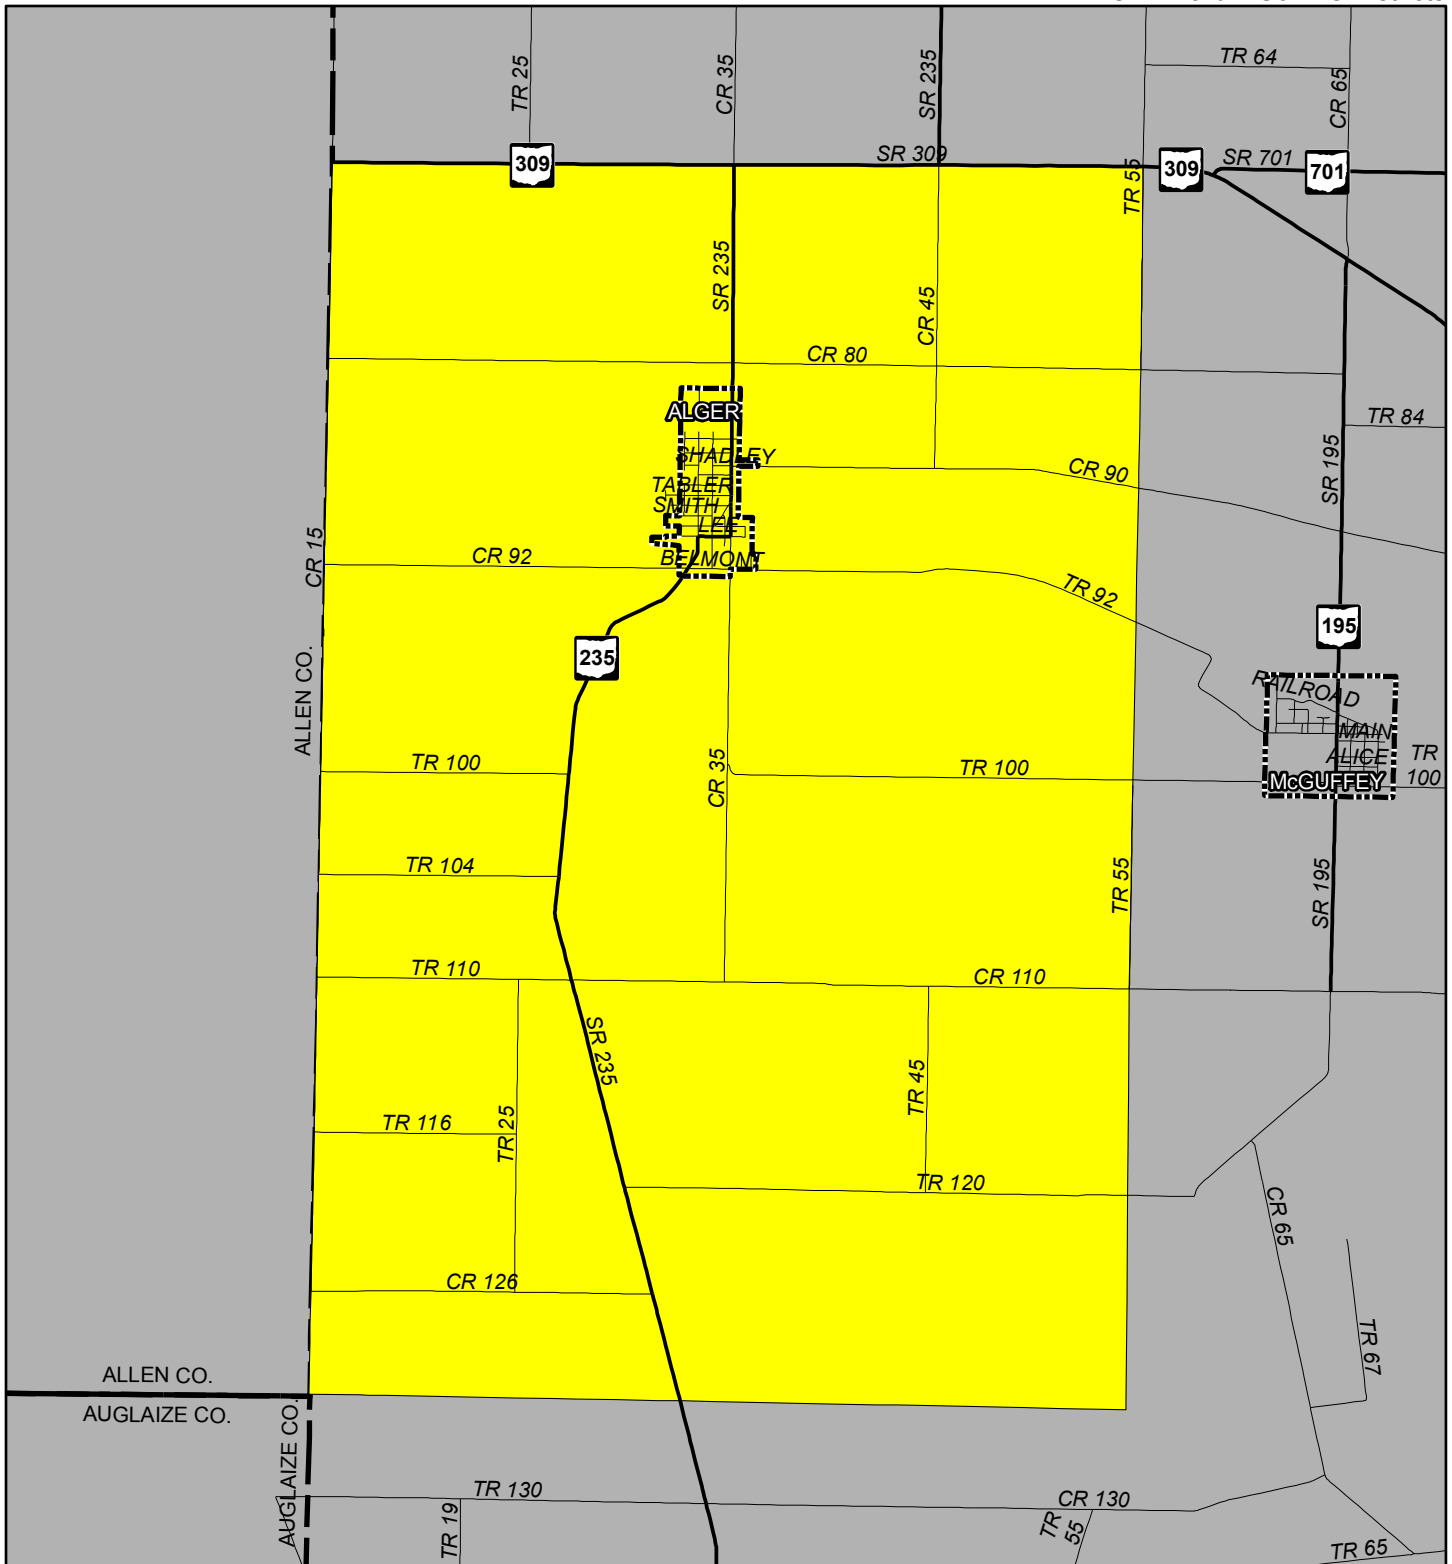 TR 25
CR 35
SR 235
TR 64
CR 65
309
SR 309
TR 55
309
SR 701
701
SR 235
CR 45
CR 80
ALGER
TR 84
SHADLEY
CR 90
SR 195
TABLER
SMITH
LEE
CR 15
CR 92
BELMONT
TR 92
195
235
ALLEN CO.
RAILROAD
MAIN
ALICE
TR
100
TR 100
CR 35
TR 100
McGUFFEY
TR 104
TR 55
SR 195
TR 110
CR 110
SR 235
TR 45
TR 116
TR 25
TR 120
CR 65
CR 126
TR 67
ALLEN CO.
AUGLAIZE CO.
AUGLAIZE CO.
TR 130
CR 130
TR 19
TR
55
TR 65